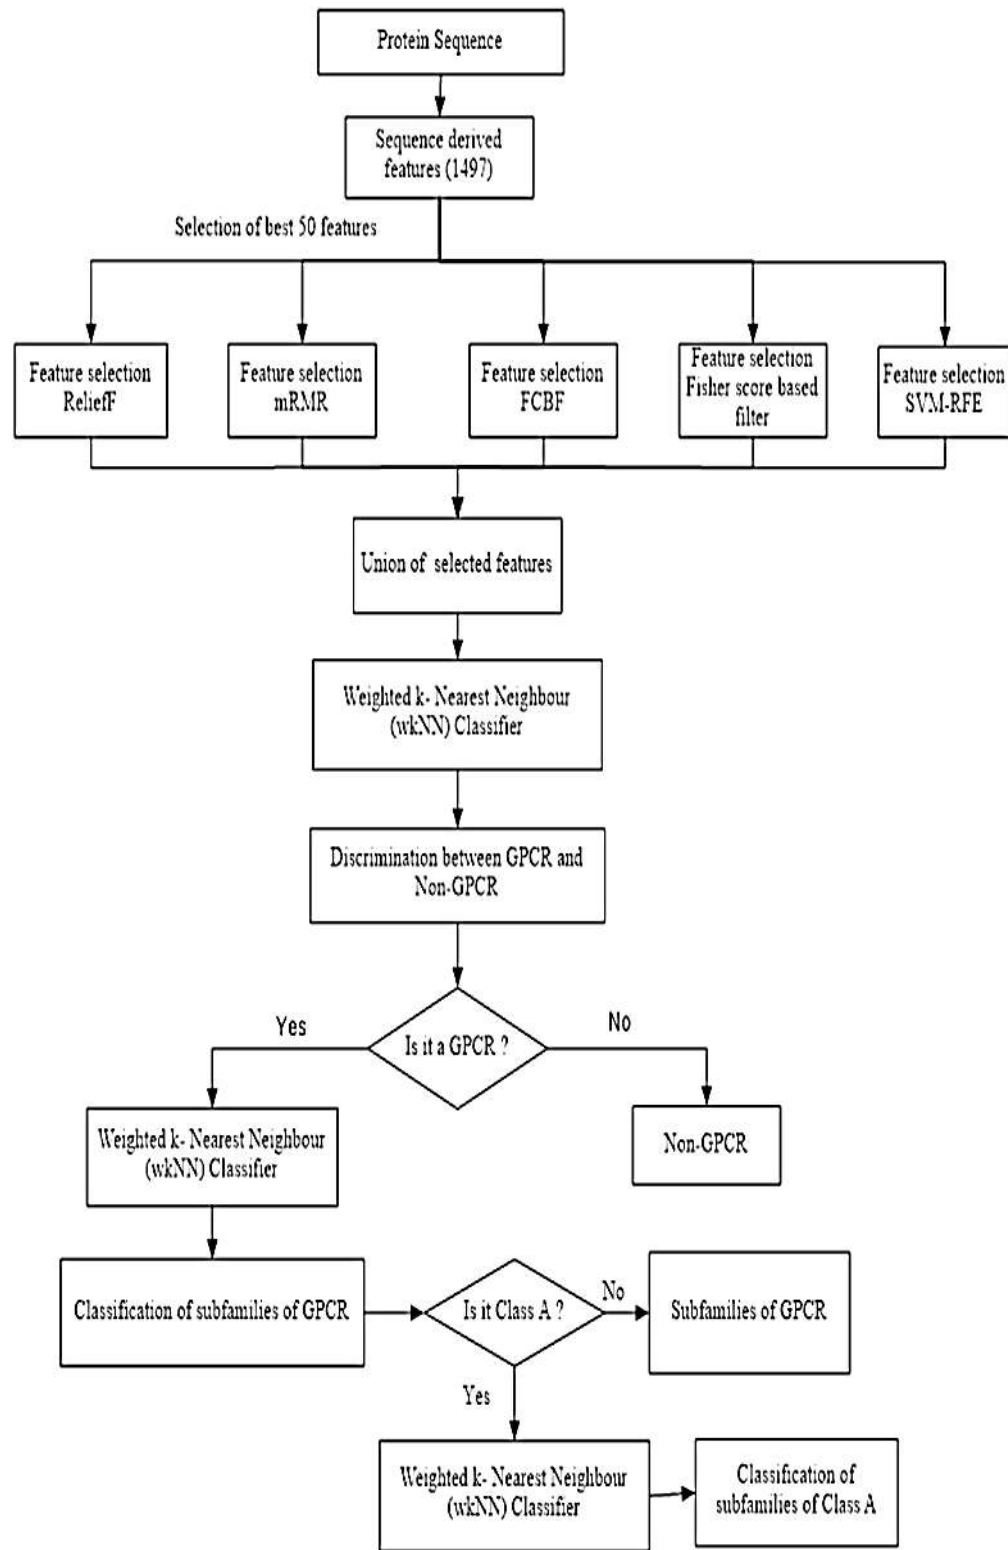 Protein Sequence
Sequence derived
features (1497)
Selection of best 50 features
Feature selection
ReliefF
Feature selection
mRMR
Feature selection
FCBF
Feature selection
Fisher score based
filter
Feature selection
SVM-RFE
Union of selected features
Weighted k- Nearest Neighbour
(wkNN) Classifier
Discrimination between GPCR and
Non-GPCR
Is it a GPCR ?
Yes
No
Weighted k- Nearest Neighbour
(wkNN) Classifier
Non-GPCR
Classification of subfamilies of GPCR
Is it Class A ?
No
Subfamilies of GPCR
Yes
Weighted k- Nearest Neighbour
(wkNN) Classifier
Classification of
subfamilies of Class A